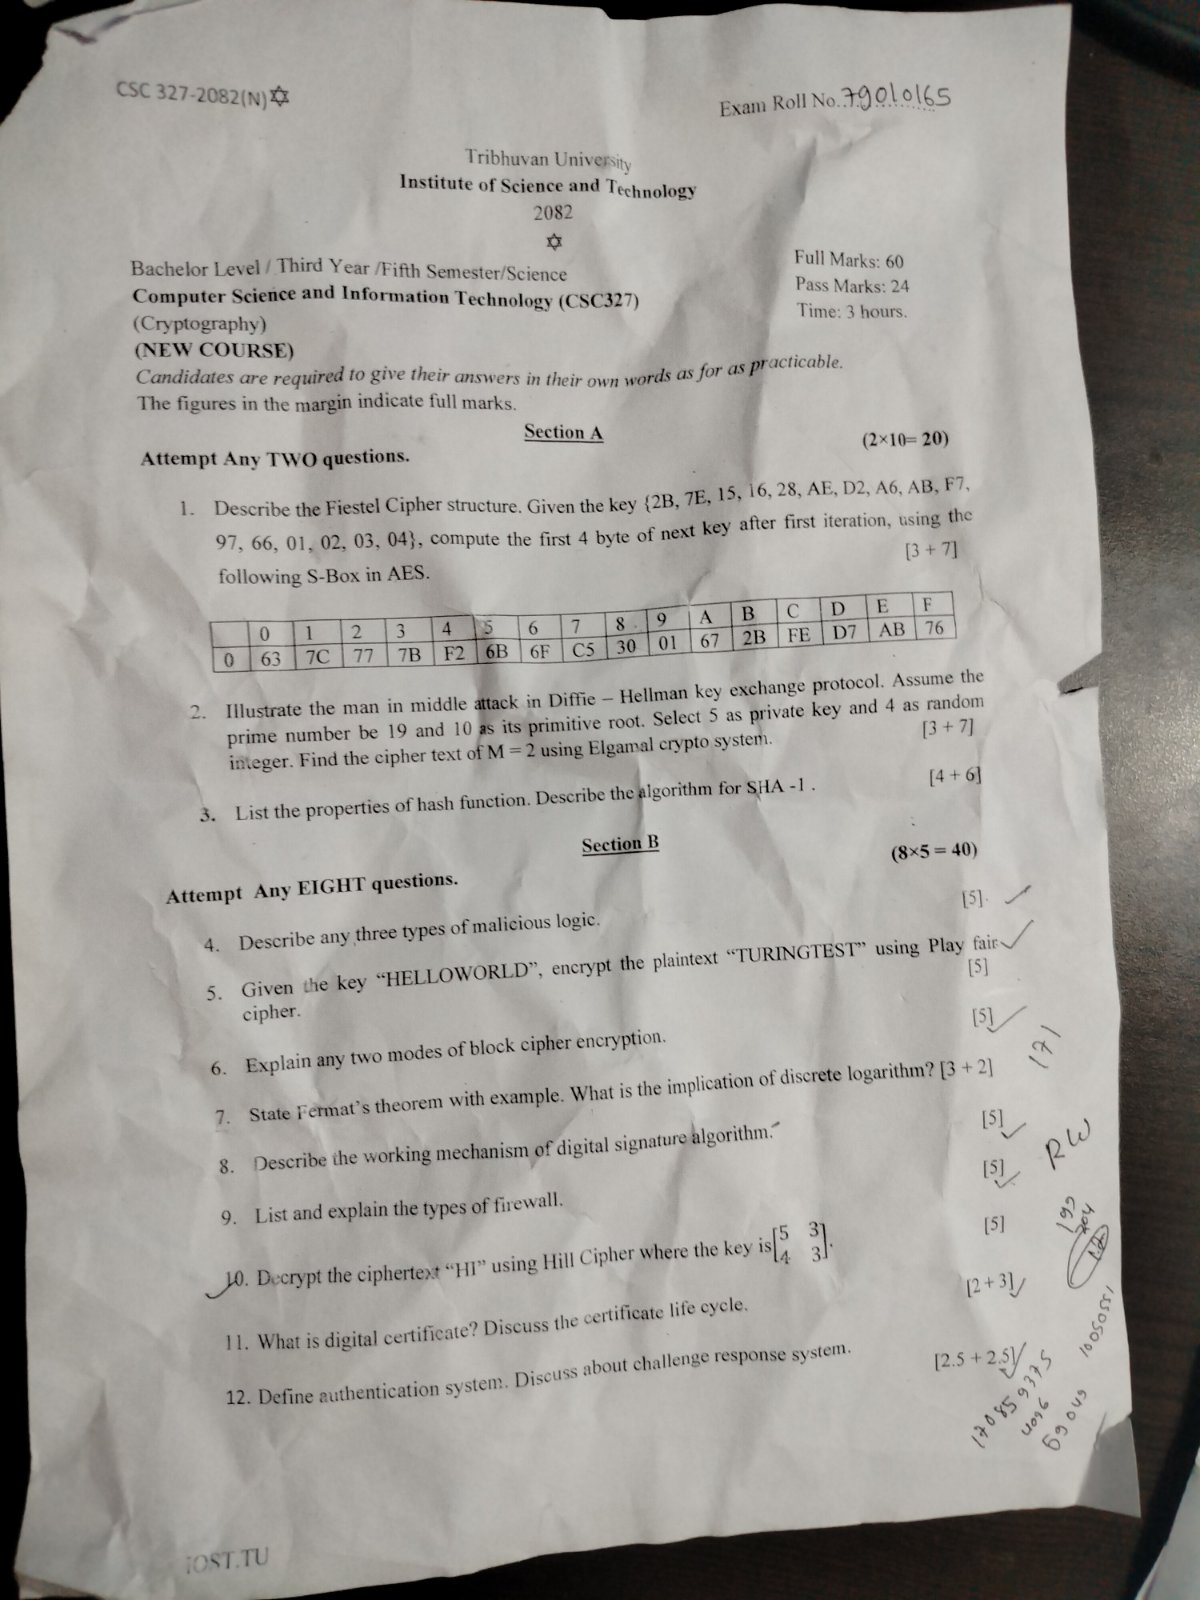 CSC 327-2082(N)✡
Exam Roll No. 79010165
Tribhuvan University
Institute of Science and Technology
2082
✡
Bachelor Level / Third Year /Fifth Semester/Science
Full Marks: 60
Computer Science and Information Technology (CSC327)
Pass Marks: 24
(Cryptography)
Time: 3 hours.
(NEW COURSE)
Candidates are required to give their answers in their own words as for as practicable.
The figures in the margin indicate full marks.
Section A
Attempt Any TWO questions. (2×10= 20)
1. Describe the Fiestel Cipher structure. Given the key {2B, 7E, 15, 16, 28, AE, D2, A6, AB, F7,
97, 66, 01, 02, 03, 04}, compute the first 4 byte of next key after first iteration, using the
following S-Box in AES. [3 + 7]
0 1 2 3 4 5 6 7 8 9 A B C D E F
0 63 7C 77 7B F2 6B 6F C5 30 01 67 2B FE D7 AB 76
2. Illustrate the man in middle attack in Diffie – Hellman key exchange protocol. Assume the
prime number be 19 and 10 as its primitive root. Select 5 as private key and 4 as random
integer. Find the cipher text of M = 2 using Elgamal crypto system. [3 + 7]
3. List the properties of hash function. Describe the algorithm for SHA -1 . [4 + 6]
Section B
Attempt Any EIGHT questions. (8×5 = 40)
4. Describe any three types of malicious logic. [5]
5. Given the key “HELLOWORLD”, encrypt the plaintext “TURINGTEST” using Play fair
cipher. [5]
6. Explain any two modes of block cipher encryption. [5]
7. State Fermat's theorem with example. What is the implication of discrete logarithm? [3 + 2]
8. Describe the working mechanism of digital signature algorithm. [5]
9. List and explain the types of firewall. [5]
10. Decrypt the ciphertext “HI” using Hill Cipher where the key is [5 3
4 3]. [5]
11. What is digital certificate? Discuss the certificate life cycle. [2 + 3]
12. Define authentication system. Discuss about challenge response system. [2.5 + 2.5]
171
RW
199
10050551
170859375
4096
59049
IOST.TU